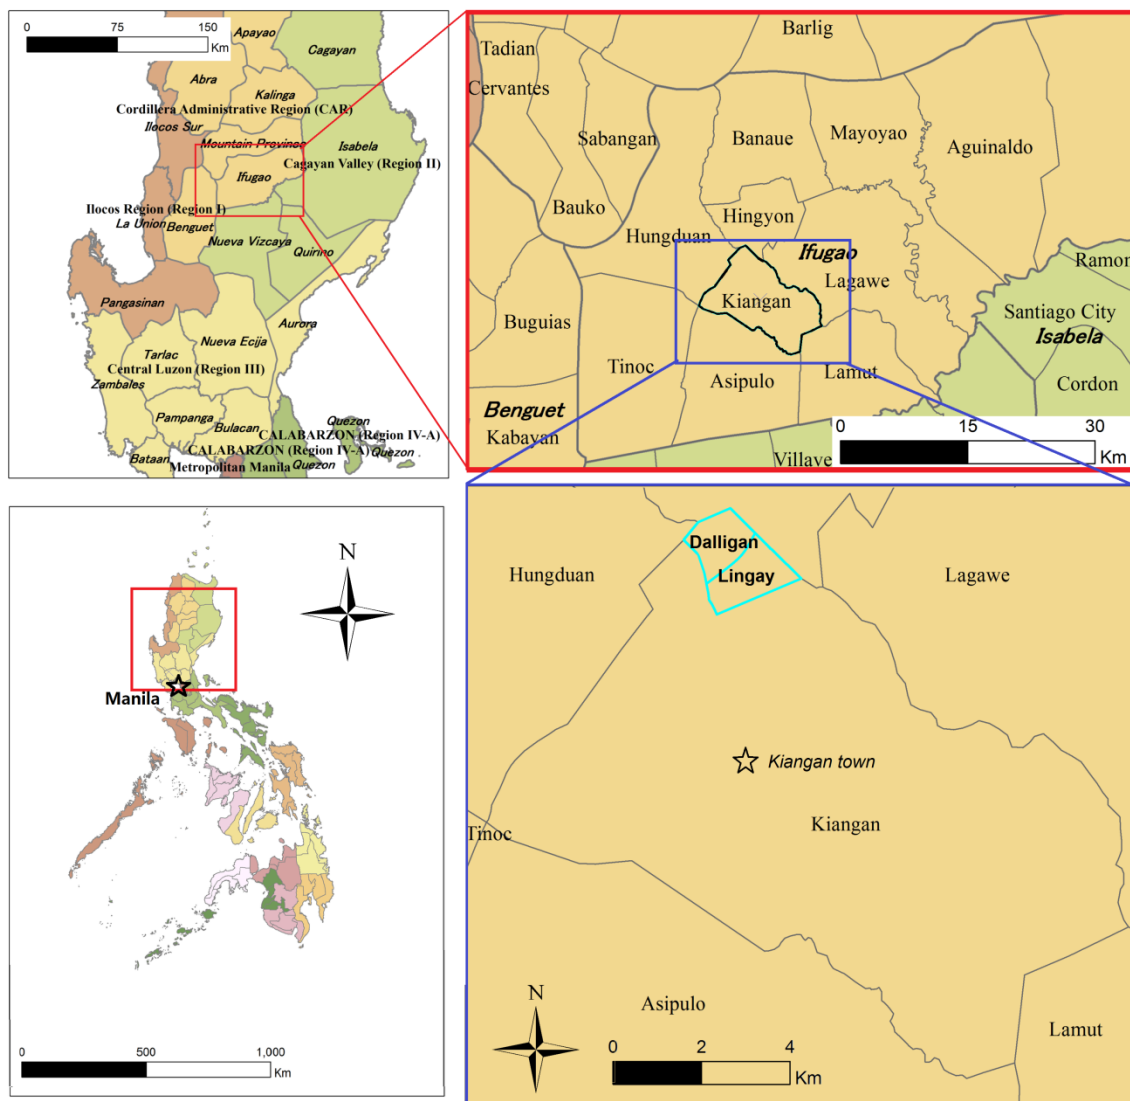 0 75 150
Km
Apayao
Cagayan
Abra
Kalinga
Cordillera Administrative Region (CAR)
Ilocos Sur
Mountain Province
Isabela
Cagayan Valley (Region II)
Ifugao
Ilocos Region (Region I)
La Union
Benguet
Nueva Vizcaya
Quirino
Pangasinan
Aurora
Nueva Ecija
Tarlac
Central Luzon (Region III)
Zambales
Pampanga
Bulacan
Quezon
CALABARZON (Region IV-A)
CALABARZON (Region IV-A)
Quezon
Bataan
Metropolitan Manila
Quezon
Barlig
Tadian
Cervantes
Sabangan
Banaue
Mayoyao
Aguinaldo
Bauko
Hingyon
Hungduan
Ifugao
Ramon
Kiangan
Lagawe
Santiago City
Buguias
Isabela
Tinoc
Asipulo
Lamut
Cordon
Benguet
Kabayan
Villave
0 15 30
Km
N
Manila
0 500 1,000
Km
Dalligan
Lingay
Hungduan
Lagawe
Kiangan town
Tinoc
Kiangan
N
Asipulo
Lamut
0 2 4
Km